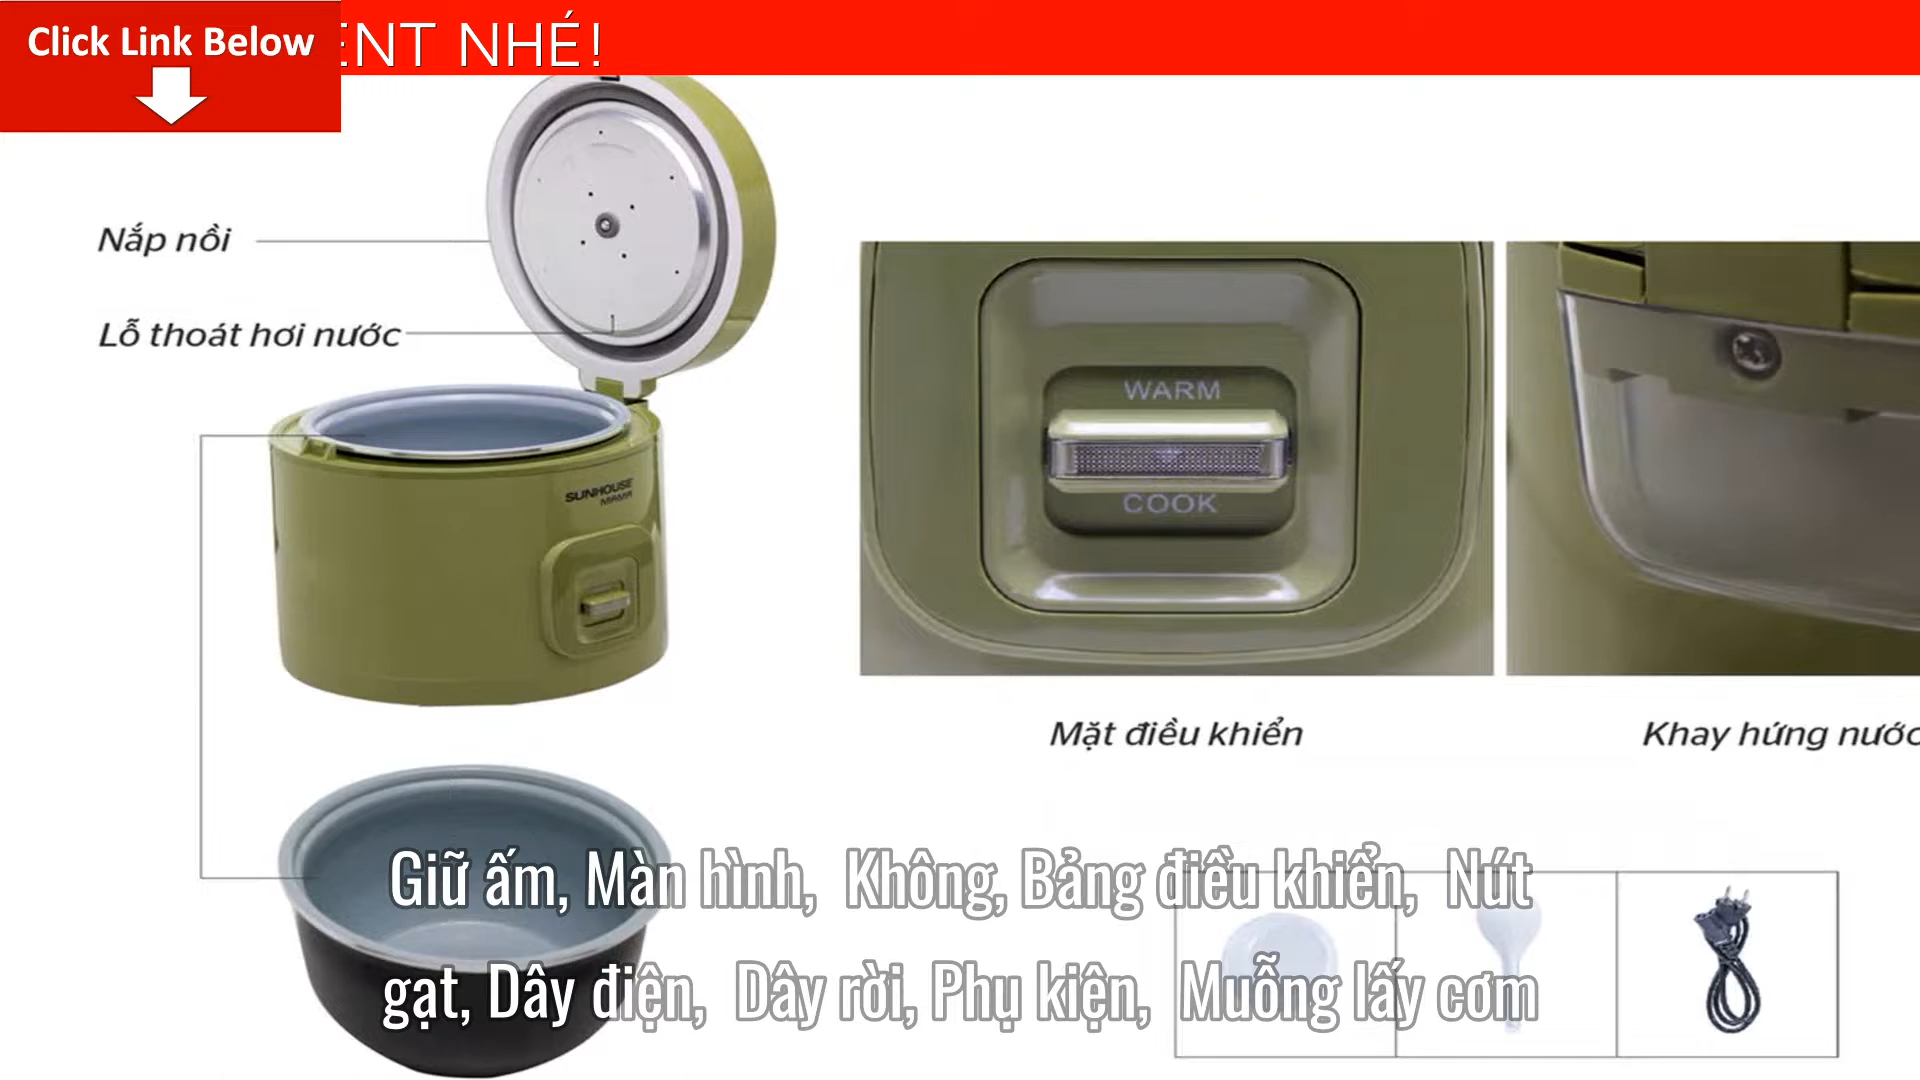 Click Link Below
ENT NHÉ!
Nắp nồi
Lỗ thoát hơi nước
SUNHOUSE
MAMA
WARM
COOK
Mặt điều khiển
Khay hứng nước
Giữ ấm, Màn hình, Không, Bảng điều khiển, Nút
gạt, Dây điện, Dây rời, Phụ kiện, Muỗng lấy cơm